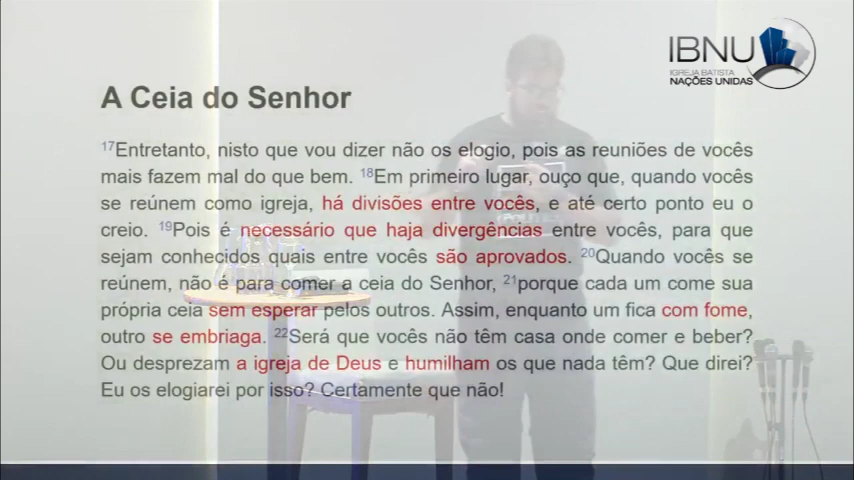 IBNU
IGREJA BATISTA
NAÇÕES UNIDAS
A Ceia do Senhor
17Entretanto, nisto que vou dizer não os elogio, pois as reuniões de vocês
mais fazem mal do que bem. 18Em primeiro lugar, ouço que, quando vocês
se reúnem como igreja, há divisões entre vocês, e até certo ponto eu o
creio. 19Pois é necessário que haja divergências entre vocês, para que
sejam conhecidos quais entre vocês são aprovados. 20Quando vocês se
reúnem, não é para comer a ceia do Senhor, 21porque cada um come sua
própria ceia sem esperar pelos outros. Assim, enquanto um fica com fome,
outro se embriaga. 22Será que vocês não têm casa onde comer e beber?
Ou desprezam a igreja de Deus e humilham os que nada têm? Que direi?
Eu os elogiarei por isso? Certamente que não!